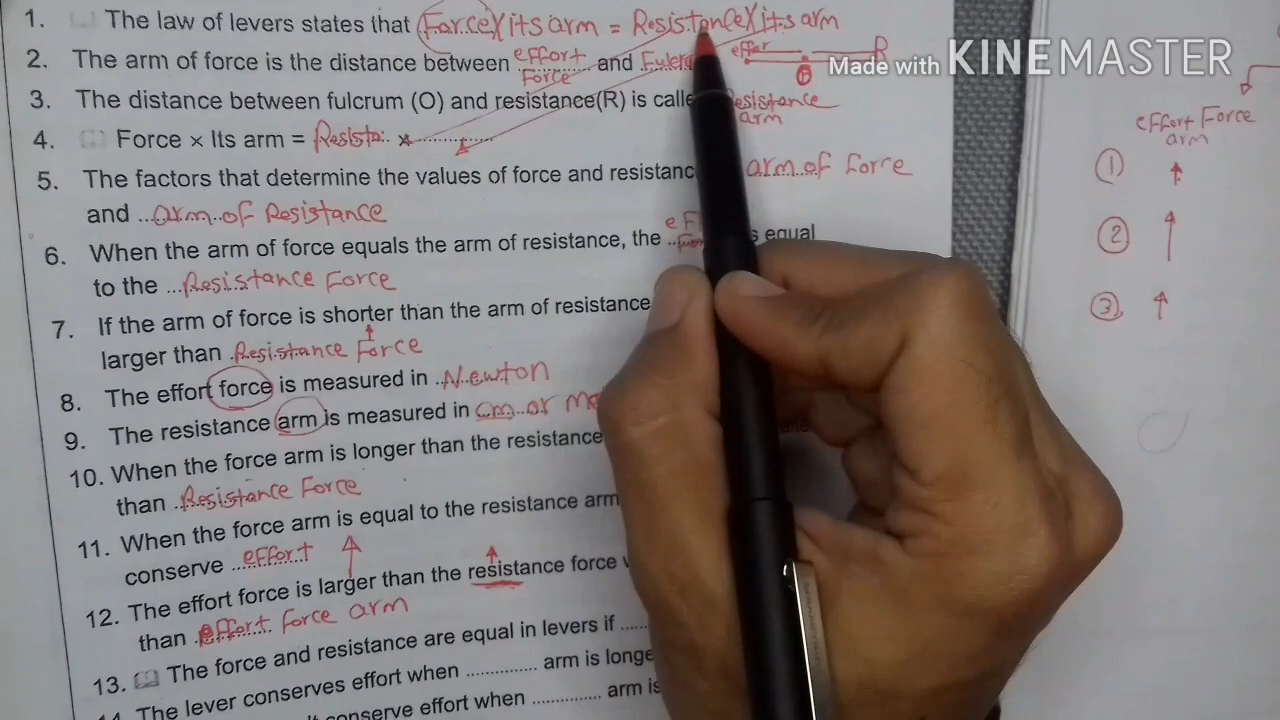 1. The law of levers states that Force X its arm = Resistance X its arm
2. The arm of force is the distance between effort Force and
effor R
Made with KINEMASTER
3. The distance between fulcrum (O) and resistance(R) is Resistance arm
4. Force × Its arm = Resista.. ×
5. The factors that determine the values of force and arm of Force
and arm of Resistance
6. When the arm of force equals the arm of resistance, the equal
to the Resistance Force
7. If the arm of force is shorter than the arm of resistance
larger than Resistance Force
8. The effort force is measured in Newton
9. The resistance arm is measured in cm or
10. When the force arm is longer than the resistance
than Resistance Force
11. When the force arm is equal to the resistance arm
conserve effort
12. The effort force is larger than the resistance force
than effort Force arm
13. The force and resistance are equal in levers if ......
The lever conserves effort when .............. arm is
conserve effort when ............. arm is
effort Force
arm
1
2
3